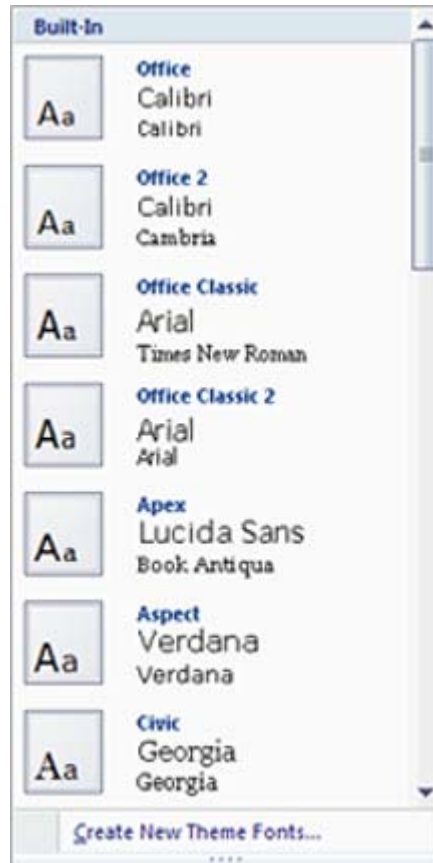 Built-In
Office
Aa
Calibri
Calibri
Office 2
Aa
Calibri
Cambria
Office Classic
Aa
Arial
Times New Roman
Office Classic 2
Aa
Arial
Arial
Apex
Aa
Lucida Sans
Book Antiqua
Aspect
Aa
Verdana
Verdana
Civic
Aa
Georgia
Georgia
Create New Theme Fonts...